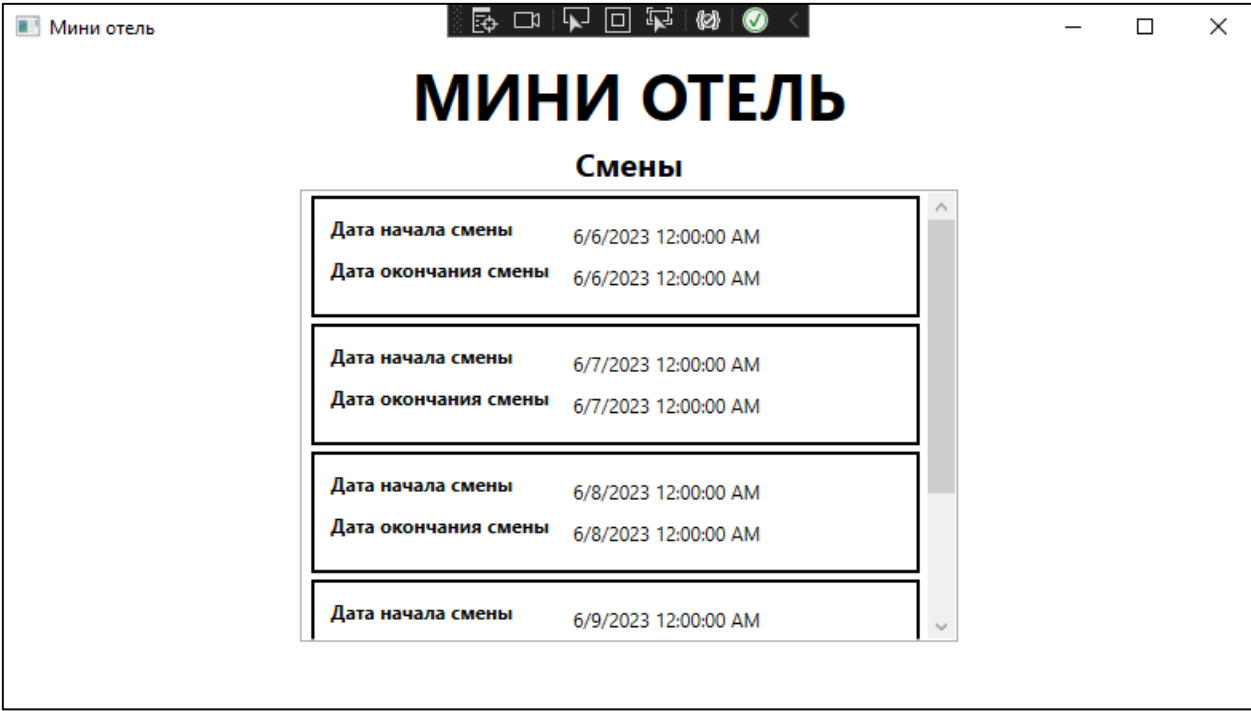 Мини отель
МИНИ ОТЕЛЬ
Смены
Дата начала смены 6/6/2023 12:00:00 AM
Дата окончания смены 6/6/2023 12:00:00 AM
Дата начала смены 6/7/2023 12:00:00 AM
Дата окончания смены 6/7/2023 12:00:00 AM
Дата начала смены 6/8/2023 12:00:00 AM
Дата окончания смены 6/8/2023 12:00:00 AM
Дата начала смены 6/9/2023 12:00:00 AM